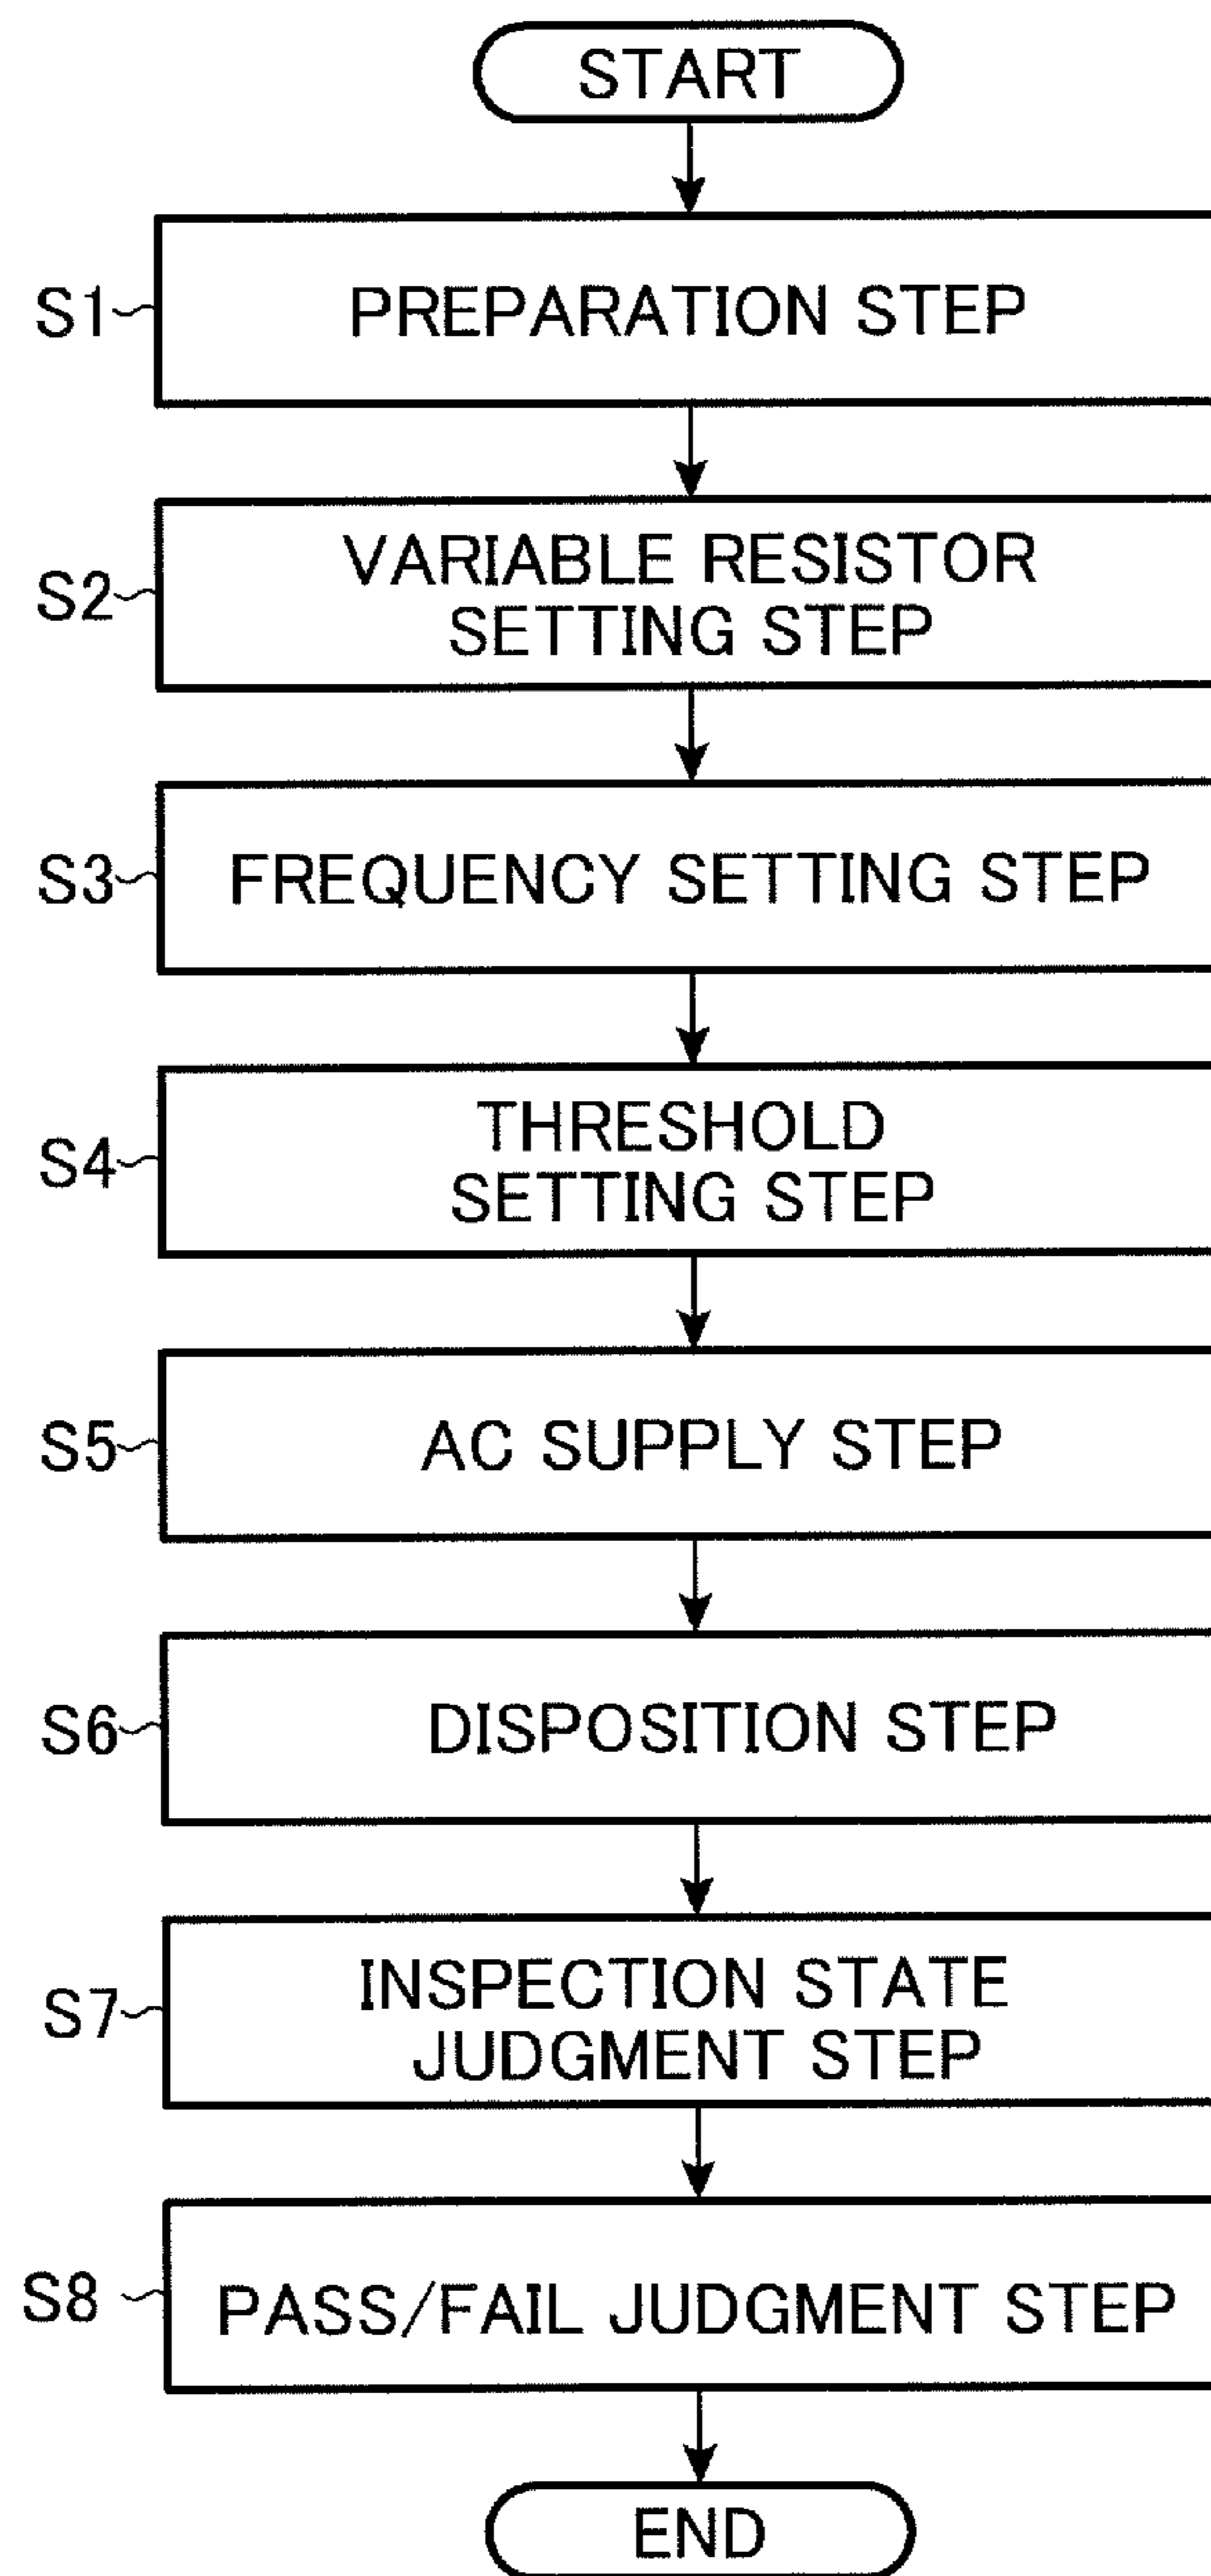 START
S1 PREPARATION STEP
S2 VARIABLE RESISTOR
SETTING STEP
S3 FREQUENCY SETTING STEP
S4 THRESHOLD
SETTING STEP
S5 AC SUPPLY STEP
S6 DISPOSITION STEP
S7 INSPECTION STATE
JUDGMENT STEP
S8 PASS/FAIL JUDGMENT STEP
END